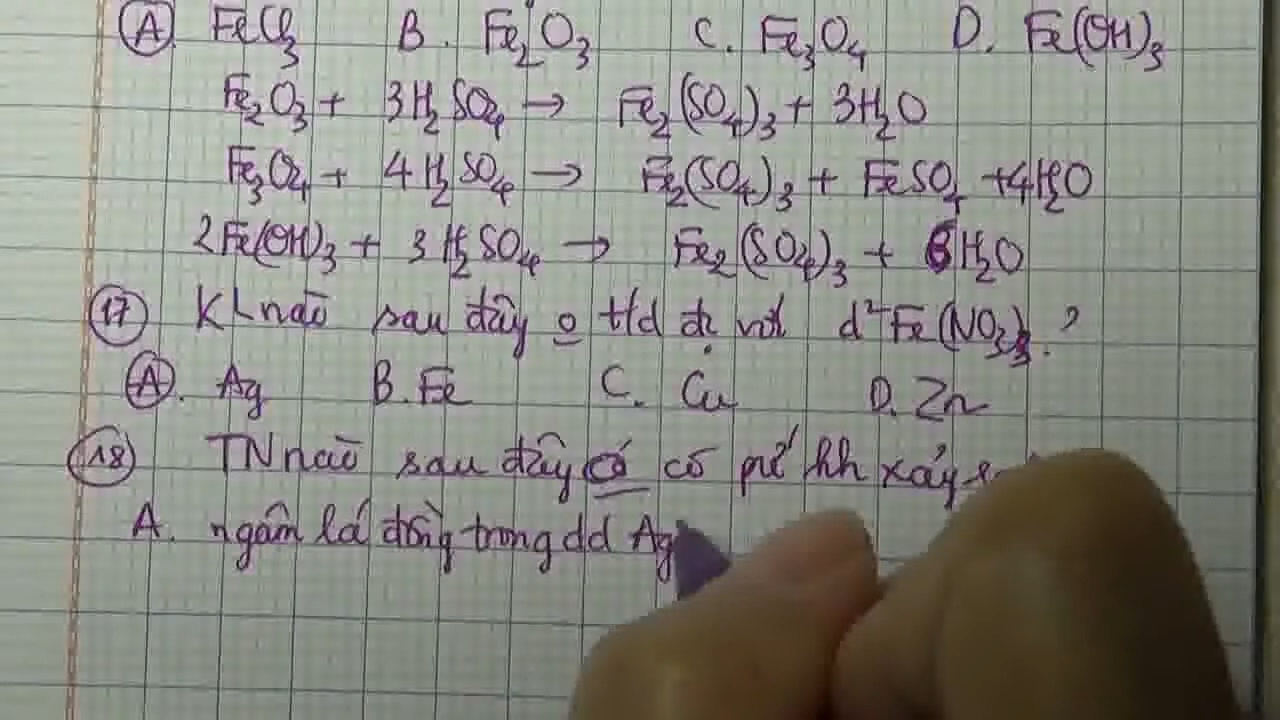 A. FeCl3 B. Fe2O3 C. Fe3O4 D. Fe(OH)3
Fe2O3 + 3H2SO4 → Fe2(SO4)3 + 3H2O
Fe3O4 + 4H2SO4 → Fe2(SO4)3 + FeSO4 + 4H2O
2Fe(OH)3 + 3H2SO4 → Fe2(SO4)3 + 6H2O
17 KL nào sau đây o t/d đc với d² Fe(NO3)3 ?
A. Ag B. Fe C. Cu D. Zn
18 TN nào sau đây có có pứ hh xảy
A. ngâm lá đồng trong dd Ag